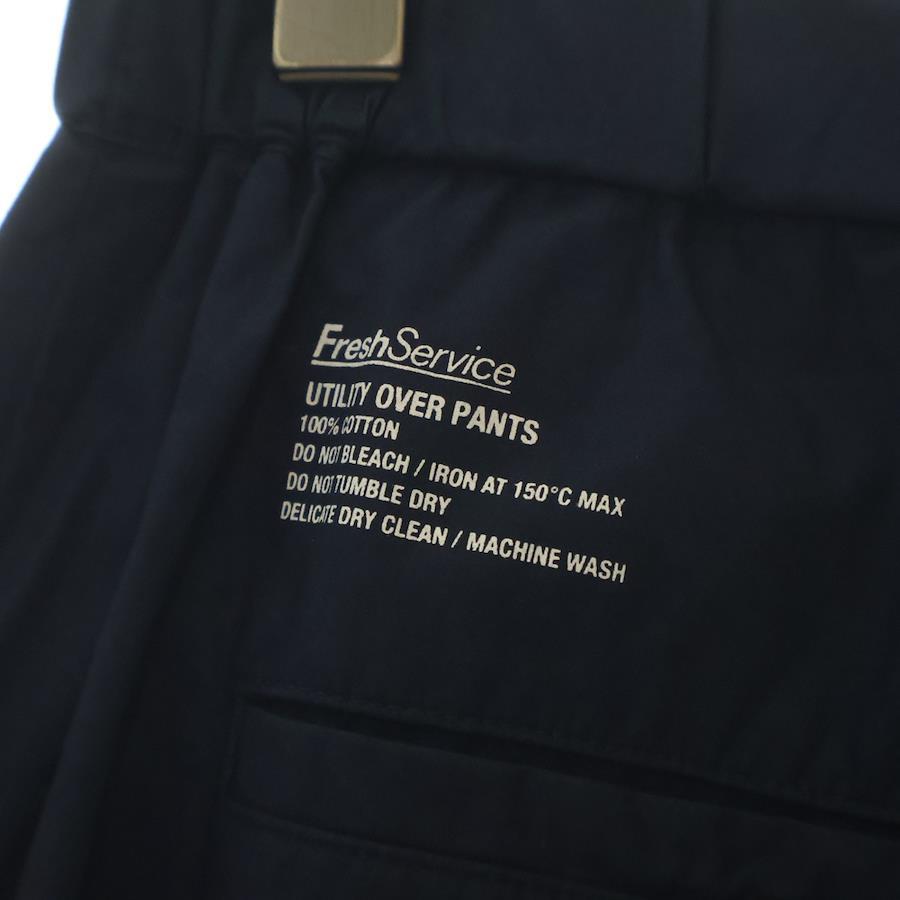 FreshService
UTILITY OVER PANTS
100% COTTON
DO NOT BLEACH / IRON AT 150°C MAX
DO NOT TUMBLE DRY
DELICATE DRY CLEAN / MACHINE WASH